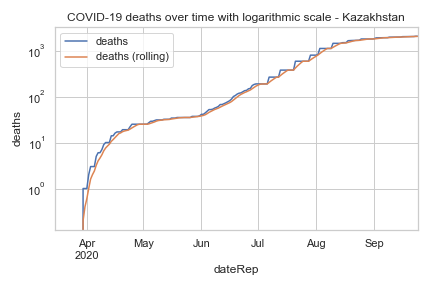 COVID-19 deaths over time with logarithmic scale - Kazakhstan
deaths
deaths (rolling)
10³
10²
10¹
10⁰
deaths
Apr May Jun Jul Aug Sep
2020
dateRep